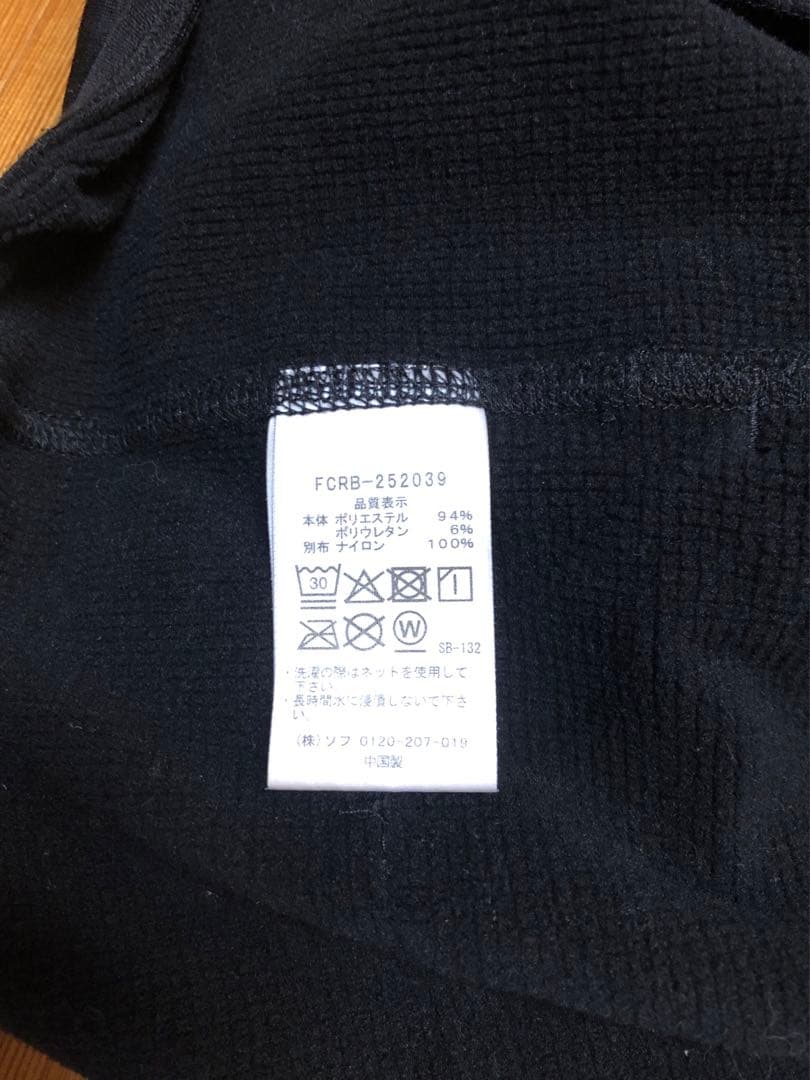 FCRB-252039
品質表示
本体 ポリエステル 94%
ポリウレタン 6%
別布 ナイロン 100%
30
W
SB-132
・洗濯の際はネットを使用して
下さい。
・長時間水に浸漬しないで下さ
い。
(株)ソフ 0120-207-019
中国製